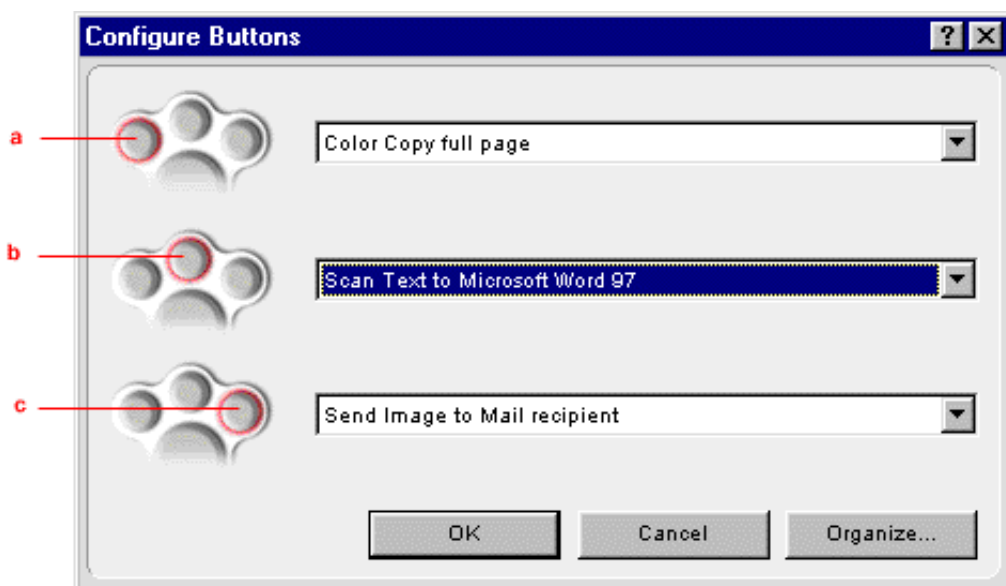 Configure Buttons
a
Color Copy full page
b
Scan Text to Microsoft Word 97
c
Send Image to Mail recipient
OK Cancel Organize...